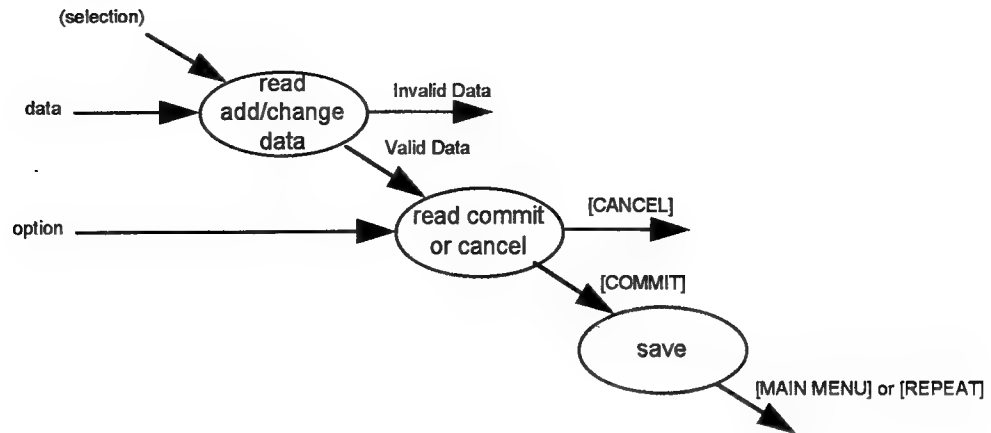 (selection)
read
add/change
data
data
Invalid Data
Valid Data
option
read commit
or cancel
[CANCEL]
[COMMIT]
save
[MAIN MENU] or [REPEAT]